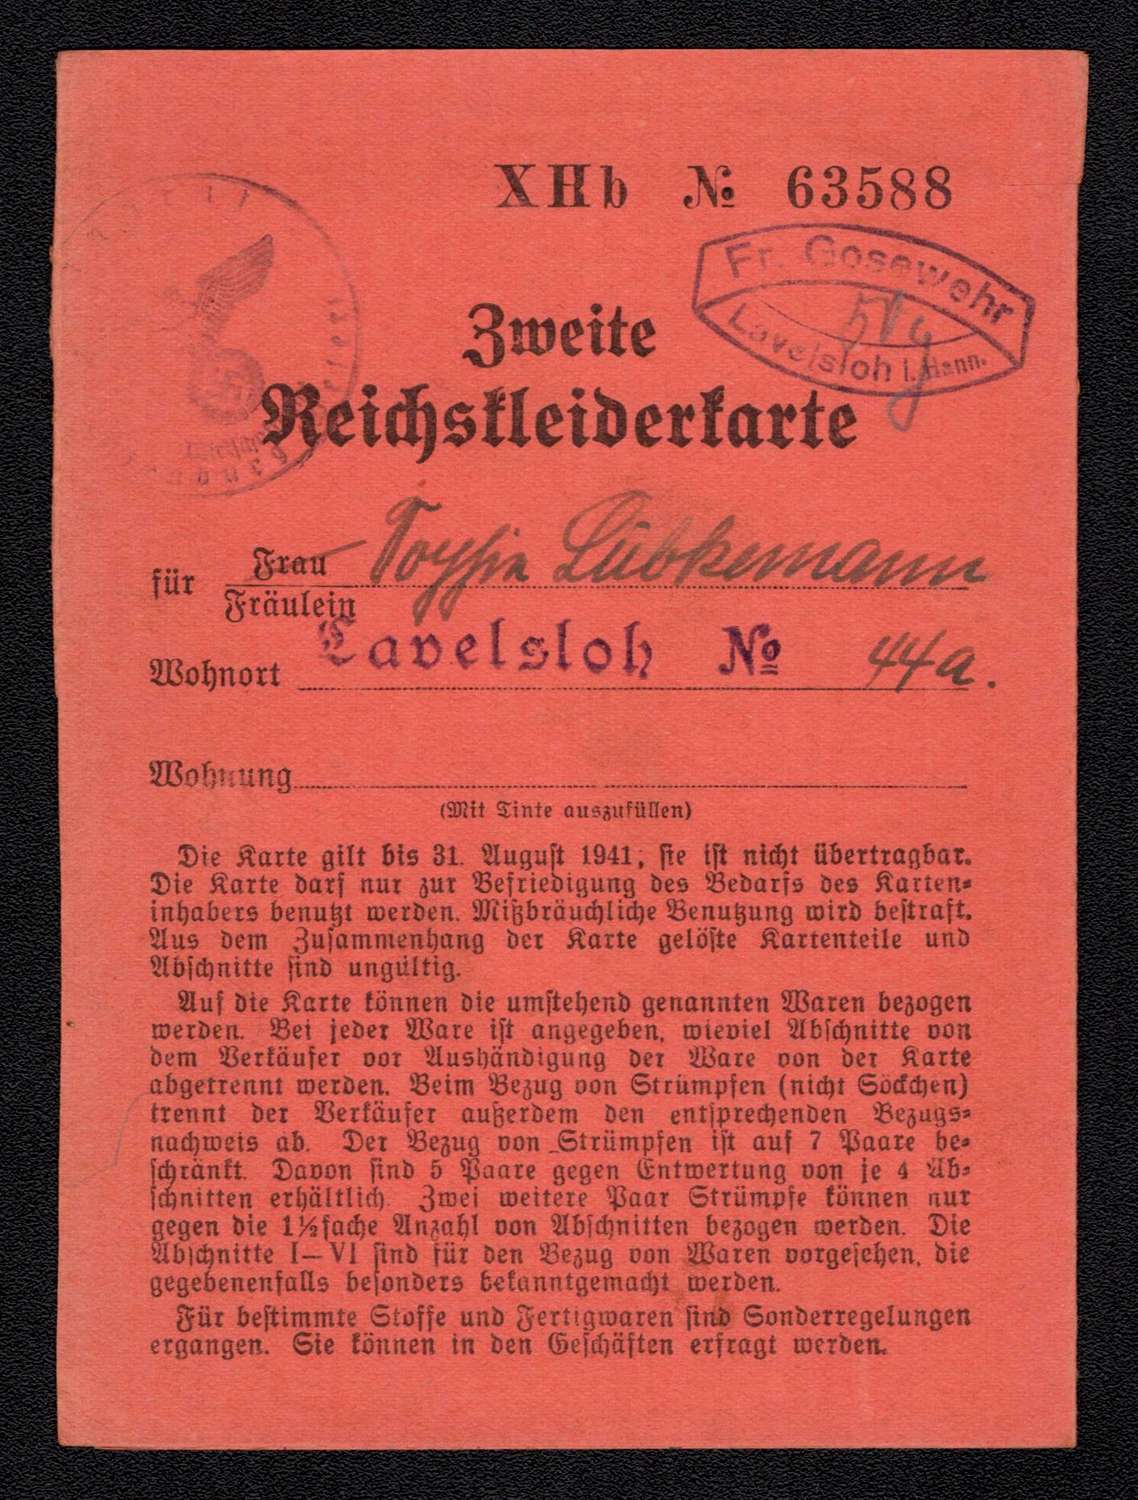 XIIb № 63588
Fr. Gosewehr
Lavelsloh i. Hann.
Zweite
Reichskleiderkarte
für Frau Lübkemann
Fräulein
Wohnort Lavelsloh № 44a.
Wohnung
(Mit Tinte auszufüllen)
Die Karte gilt bis 31. August 1941; sie ist nicht übertragbar.
Die Karte darf nur zur Befriedigung des Bedarfs des Karten-
inhabers benutzt werden. Mißbräuchliche Benutzung wird bestraft.
Aus dem Zusammenhang der Karte gelöste Kartenteile und
Abschnitte sind ungültig.
Auf die Karte können die umstehend genannten Waren bezogen
werden. Bei jeder Ware ist angegeben, wieviel Abschnitte von
dem Verkäufer vor Aushändigung der Ware von der Karte
abgetrennt werden. Beim Bezug von Strümpfen (nicht Söckchen)
trennt der Verkäufer außerdem den entsprechenden Bezugs-
nachweis ab. Der Bezug von Strümpfen ist auf 7 Paare be-
schränkt. Davon sind 5 Paare gegen Entwertung von je 4 Ab-
schnitten erhältlich. Zwei weitere Paar Strümpfe können nur
gegen die 1½fache Anzahl von Abschnitten bezogen werden. Die
Abschnitte I—VI sind für den Bezug von Waren vorgesehen, die
gegebenenfalls besonders bekanntgemacht werden.
Für bestimmte Stoffe und Fertigwaren sind Sonderregelungen
ergangen. Sie können in den Geschäften erfragt werden.